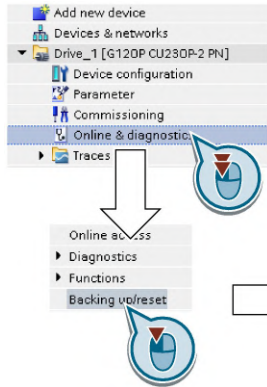 Add new device
Devices & networks
Drive_1 [G120P CU230P-2 PN]
Device configuration
Parameter
Commissioning
Online & diagnostic
Traces
Online access
Diagnostics
Functions
Backing up/reset